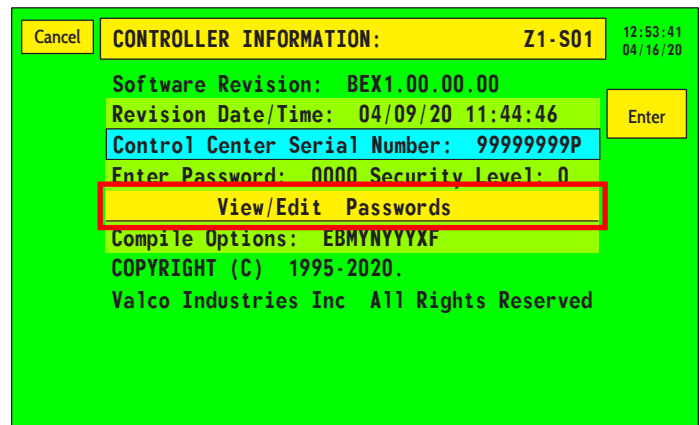 Cancel
CONTROLLER INFORMATION: Z1-S01
12:53:41
04/16/20
Software Revision: BEX1.00.00.00
Revision Date/Time: 04/09/20 11:44:46
Enter
Control Center Serial Number: 99999999P
Enter Password: 0000 Security Level: 0
View/Edit Passwords
Compile Options: EBMYNYYYXF
COPYRIGHT (C) 1995-2020.
Valco Industries Inc All Rights Reserved